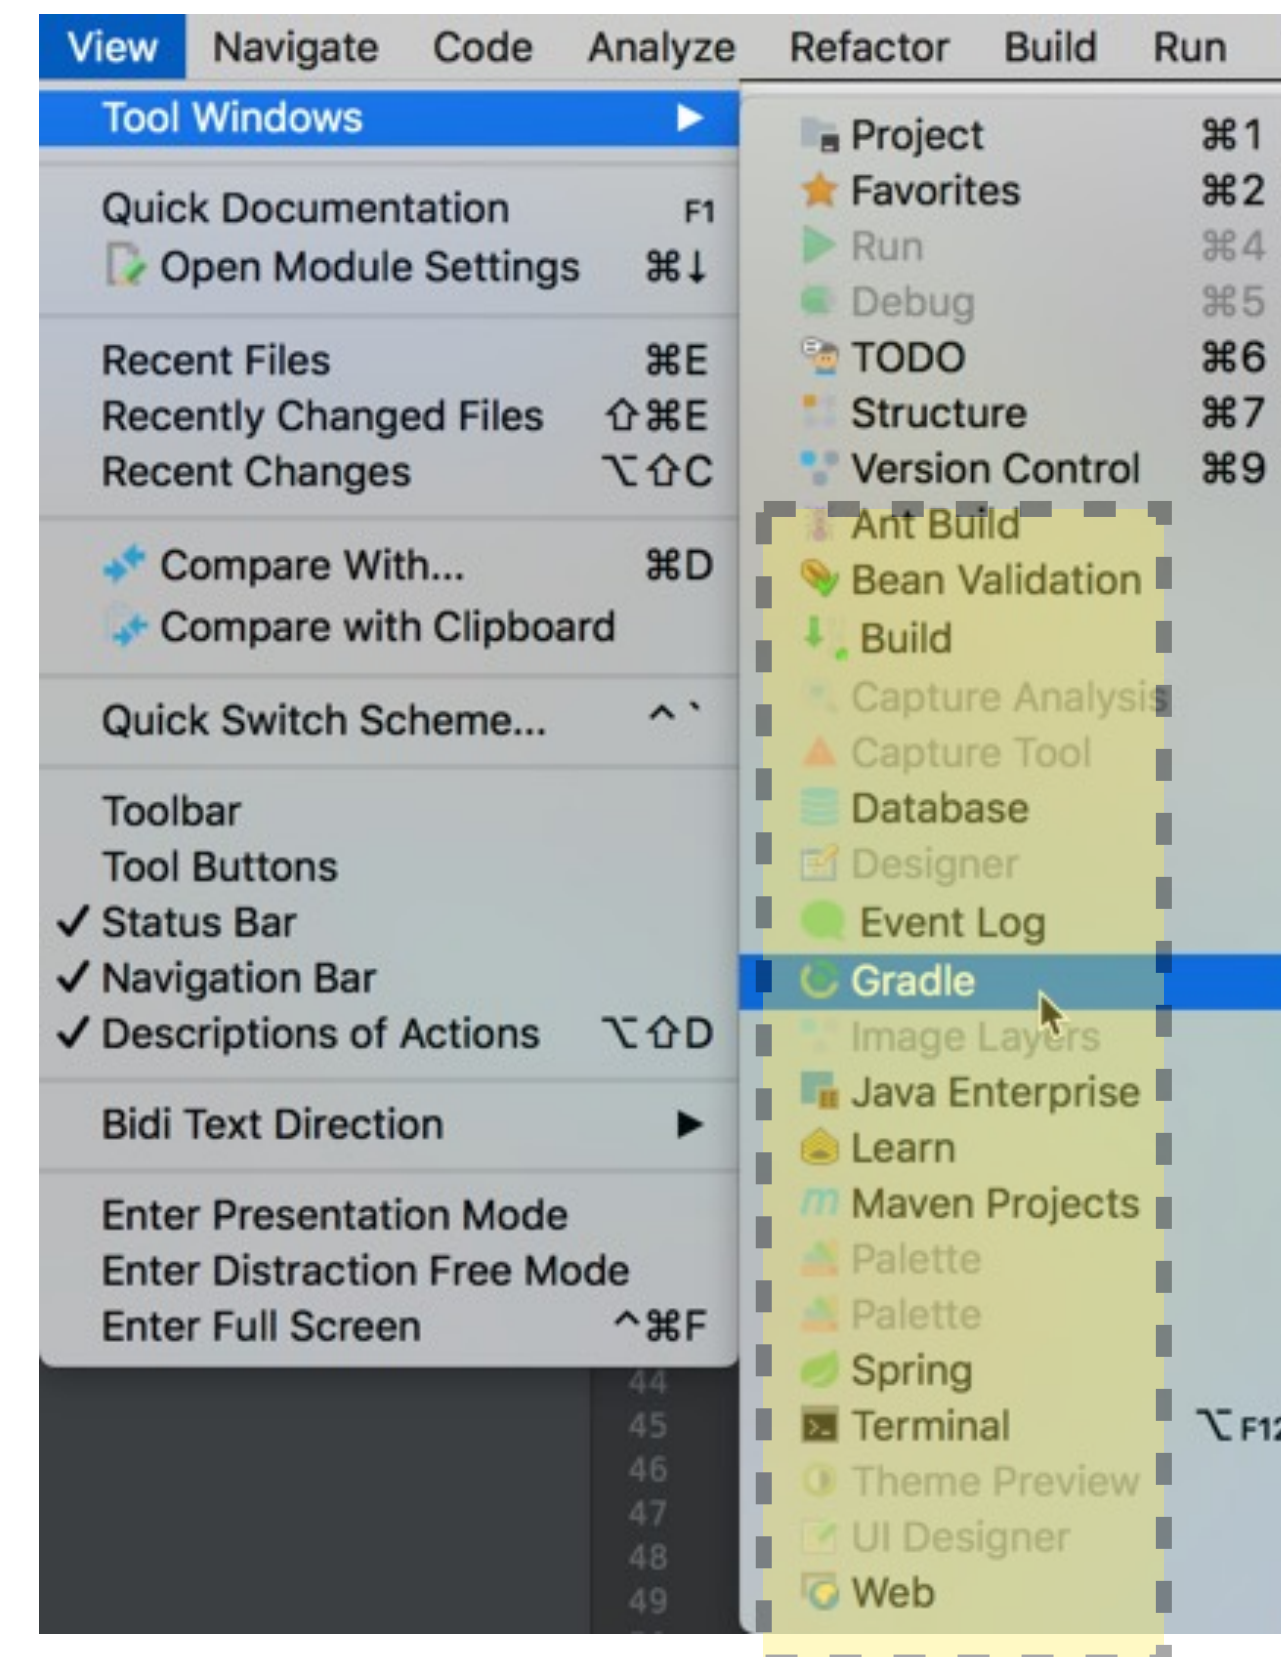 View Navigate Code Analyze Refactor Build Run
Tool Windows ▶
Quick Documentation F1
Open Module Settings ⌘↓
Recent Files ⌘E
Recently Changed Files ⇧⌘E
Recent Changes ⌥⇧C
Compare With... ⌘D
Compare with Clipboard
Quick Switch Scheme... ^`
Toolbar
Tool Buttons
✓ Status Bar
✓ Navigation Bar
✓ Descriptions of Actions ⌥⇧D
Bidi Text Direction ▶
Enter Presentation Mode
Enter Distraction Free Mode
Enter Full Screen ^⌘F
44
45
46
47
48
49
Project ⌘1
Favorites ⌘2
Run ⌘4
Debug ⌘5
TODO ⌘6
Structure ⌘7
Version Control ⌘9
Ant Build
Bean Validation
Build
Capture Analysis
Capture Tool
Database
Designer
Event Log
Gradle
Image Layers
Java Enterprise
Learn
Maven Projects
Palette
Palette
Spring
Terminal ⌥F12
Theme Preview
UI Designer
Web